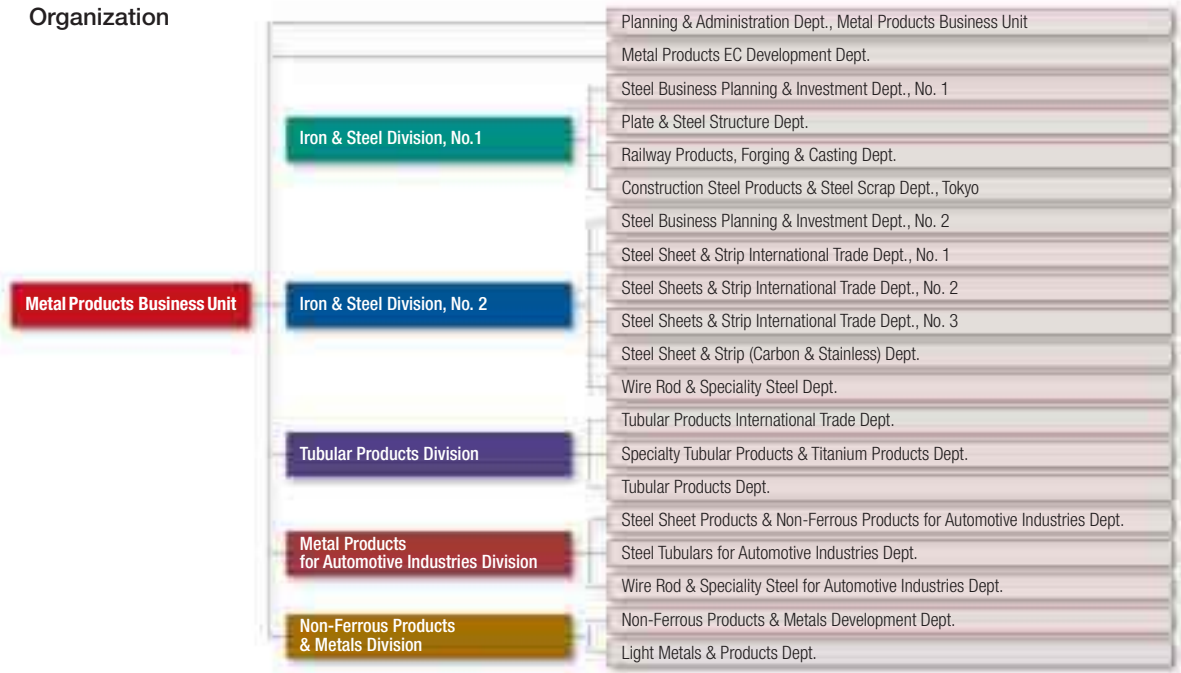 Organization
Planning & Administration Dept., Metal Products Business Unit
Metal Products EC Development Dept.
Steel Business Planning & Investment Dept., No. 1
Iron & Steel Division, No.1
Plate & Steel Structure Dept.
Railway Products, Forging & Casting Dept.
Construction Steel Products & Steel Scrap Dept., Tokyo
Steel Business Planning & Investment Dept., No. 2
Steel Sheet & Strip International Trade Dept., No. 1
Metal Products Business Unit
Iron & Steel Division, No. 2
Steel Sheets & Strip International Trade Dept., No. 2
Steel Sheets & Strip International Trade Dept., No. 3
Steel Sheet & Strip (Carbon & Stainless) Dept.
Wire Rod & Speciality Steel Dept.
Tubular Products International Trade Dept.
Tubular Products Division
Specialty Tubular Products & Titanium Products Dept.
Tubular Products Dept.
Steel Sheet Products & Non-Ferrous Products for Automotive Industries Dept.
Metal Products
for Automotive Industries Division
Steel Tubulars for Automotive Industries Dept.
Wire Rod & Speciality Steel for Automotive Industries Dept.
Non-Ferrous Products
& Metals Division
Non-Ferrous Products & Metals Development Dept.
Light Metals & Products Dept.